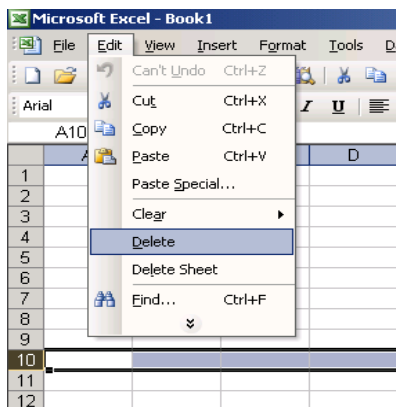 Microsoft Excel - Book1
File Edit View Insert Format Tools D
Can't Undo Ctrl+Z
Arial
Cut Ctrl+X
I U
A10
Copy Ctrl+C
Paste Ctrl+V
D
1
Paste Special...
2
3
Clear
4
Delete
5
Delete Sheet
6
7
Find... Ctrl+F
8
9
10
11
12